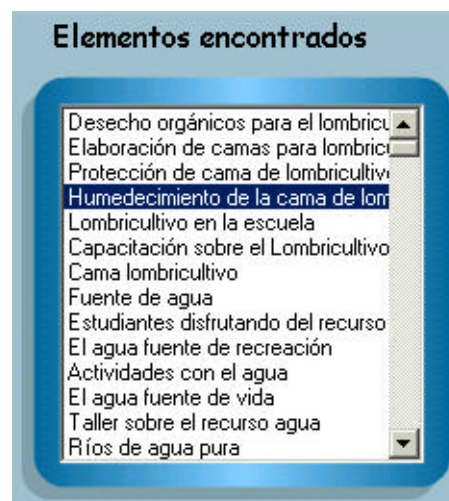 Elementos encontrados
Desecho orgánicos para el lombricu
Elaboración de camas para lombricu
Protección de cama de lombricultiv
Humedecimiento de la cama de lom
Lombricultivo en la escuela
Capacitación sobre el Lombricultivo
Cama lombricultivo
Fuente de agua
Estudiantes disfrutando del recurso
El agua fuente de recreación
Actividades con el agua
El agua fuente de vida
Taller sobre el recurso agua
Ríos de agua pura